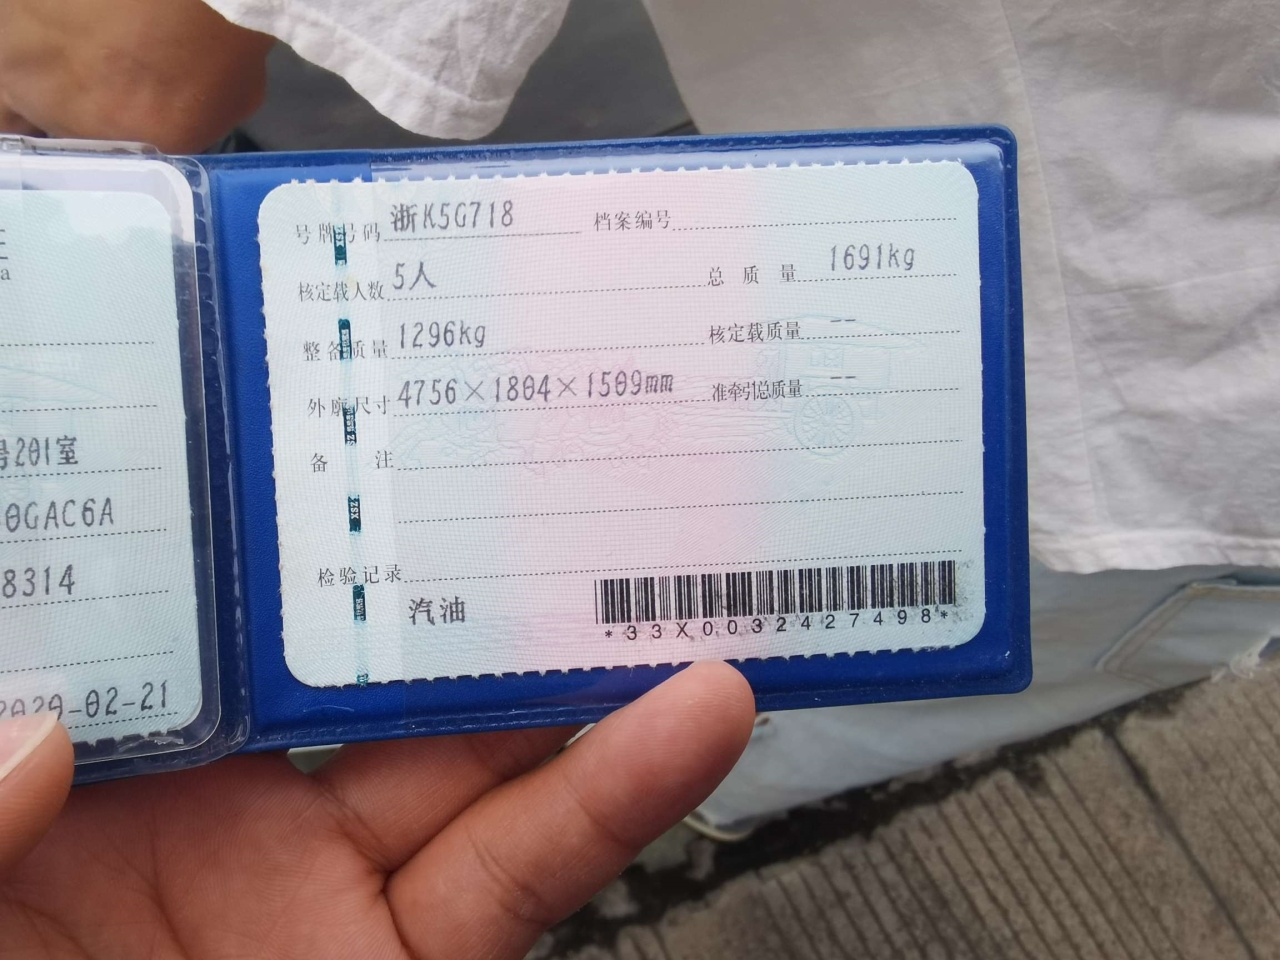 a
号201室
0GAC6A
8314
2020-02-21
号牌号码 浙K5G718 档案编号
核定载人数 5人 总质量 1691kg
整备质量 1296kg 核定载质量 --
外廓尺寸 4756×1804×1509mm 准牵引总质量 --
备注
检验记录
汽油
*33X0032427498*